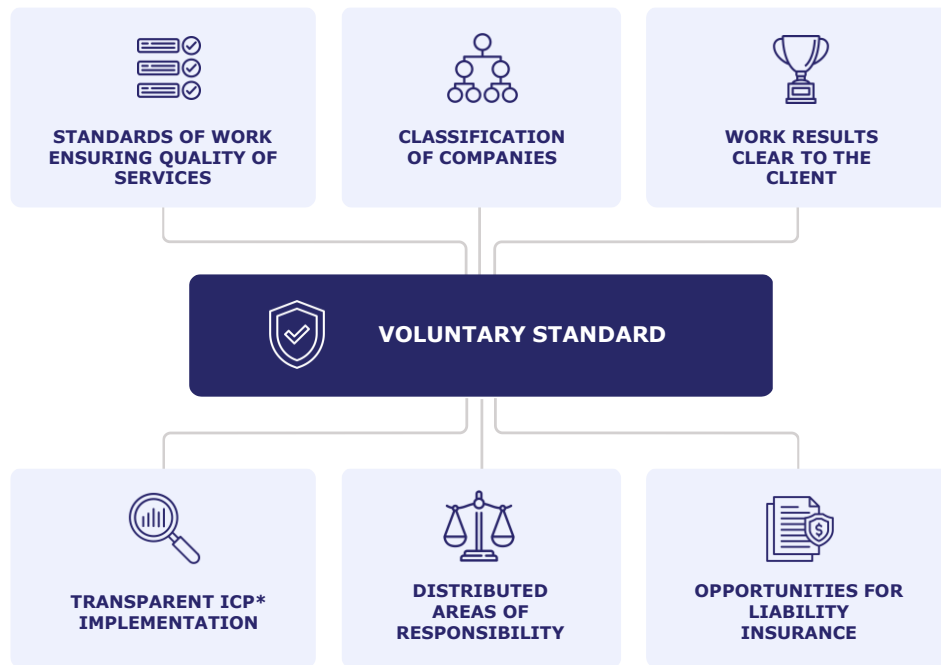 STANDARDS OF WORK
ENSURING QUALITY OF
SERVICES
CLASSIFICATION
OF COMPANIES
WORK RESULTS
CLEAR TO THE
CLIENT
VOLUNTARY STANDARD
TRANSPARENT ICP*
IMPLEMENTATION
DISTRIBUTED
AREAS OF
RESPONSIBILITY
$
OPPORTUNITIES FOR
LIABILITY
INSURANCE